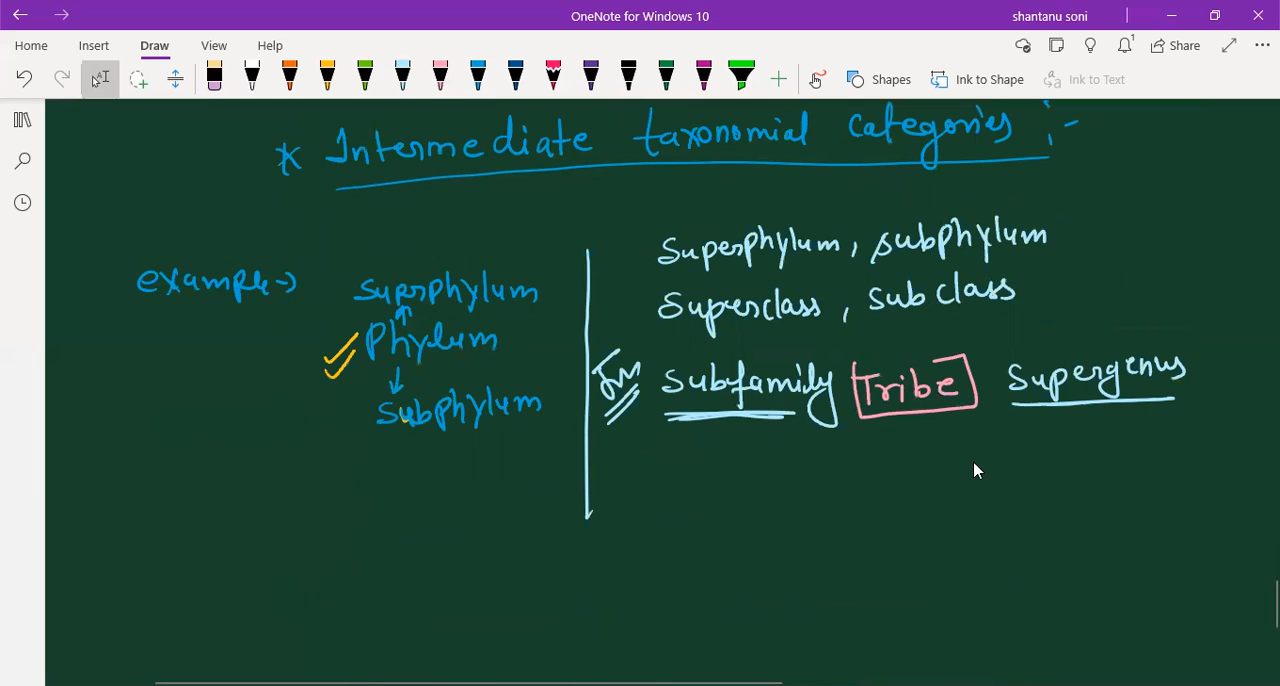 OneNote for Windows 10
shantanu soni
Home Insert Draw View Help
Share
Shapes
Ink to Shape
Ink to Text
* Intermediate taxonomial categories :-
example→
superphylum
Phylum
subphylum
Superphylum, subphylum
Superclass, sub class
Subfamily Tribe Supergenus